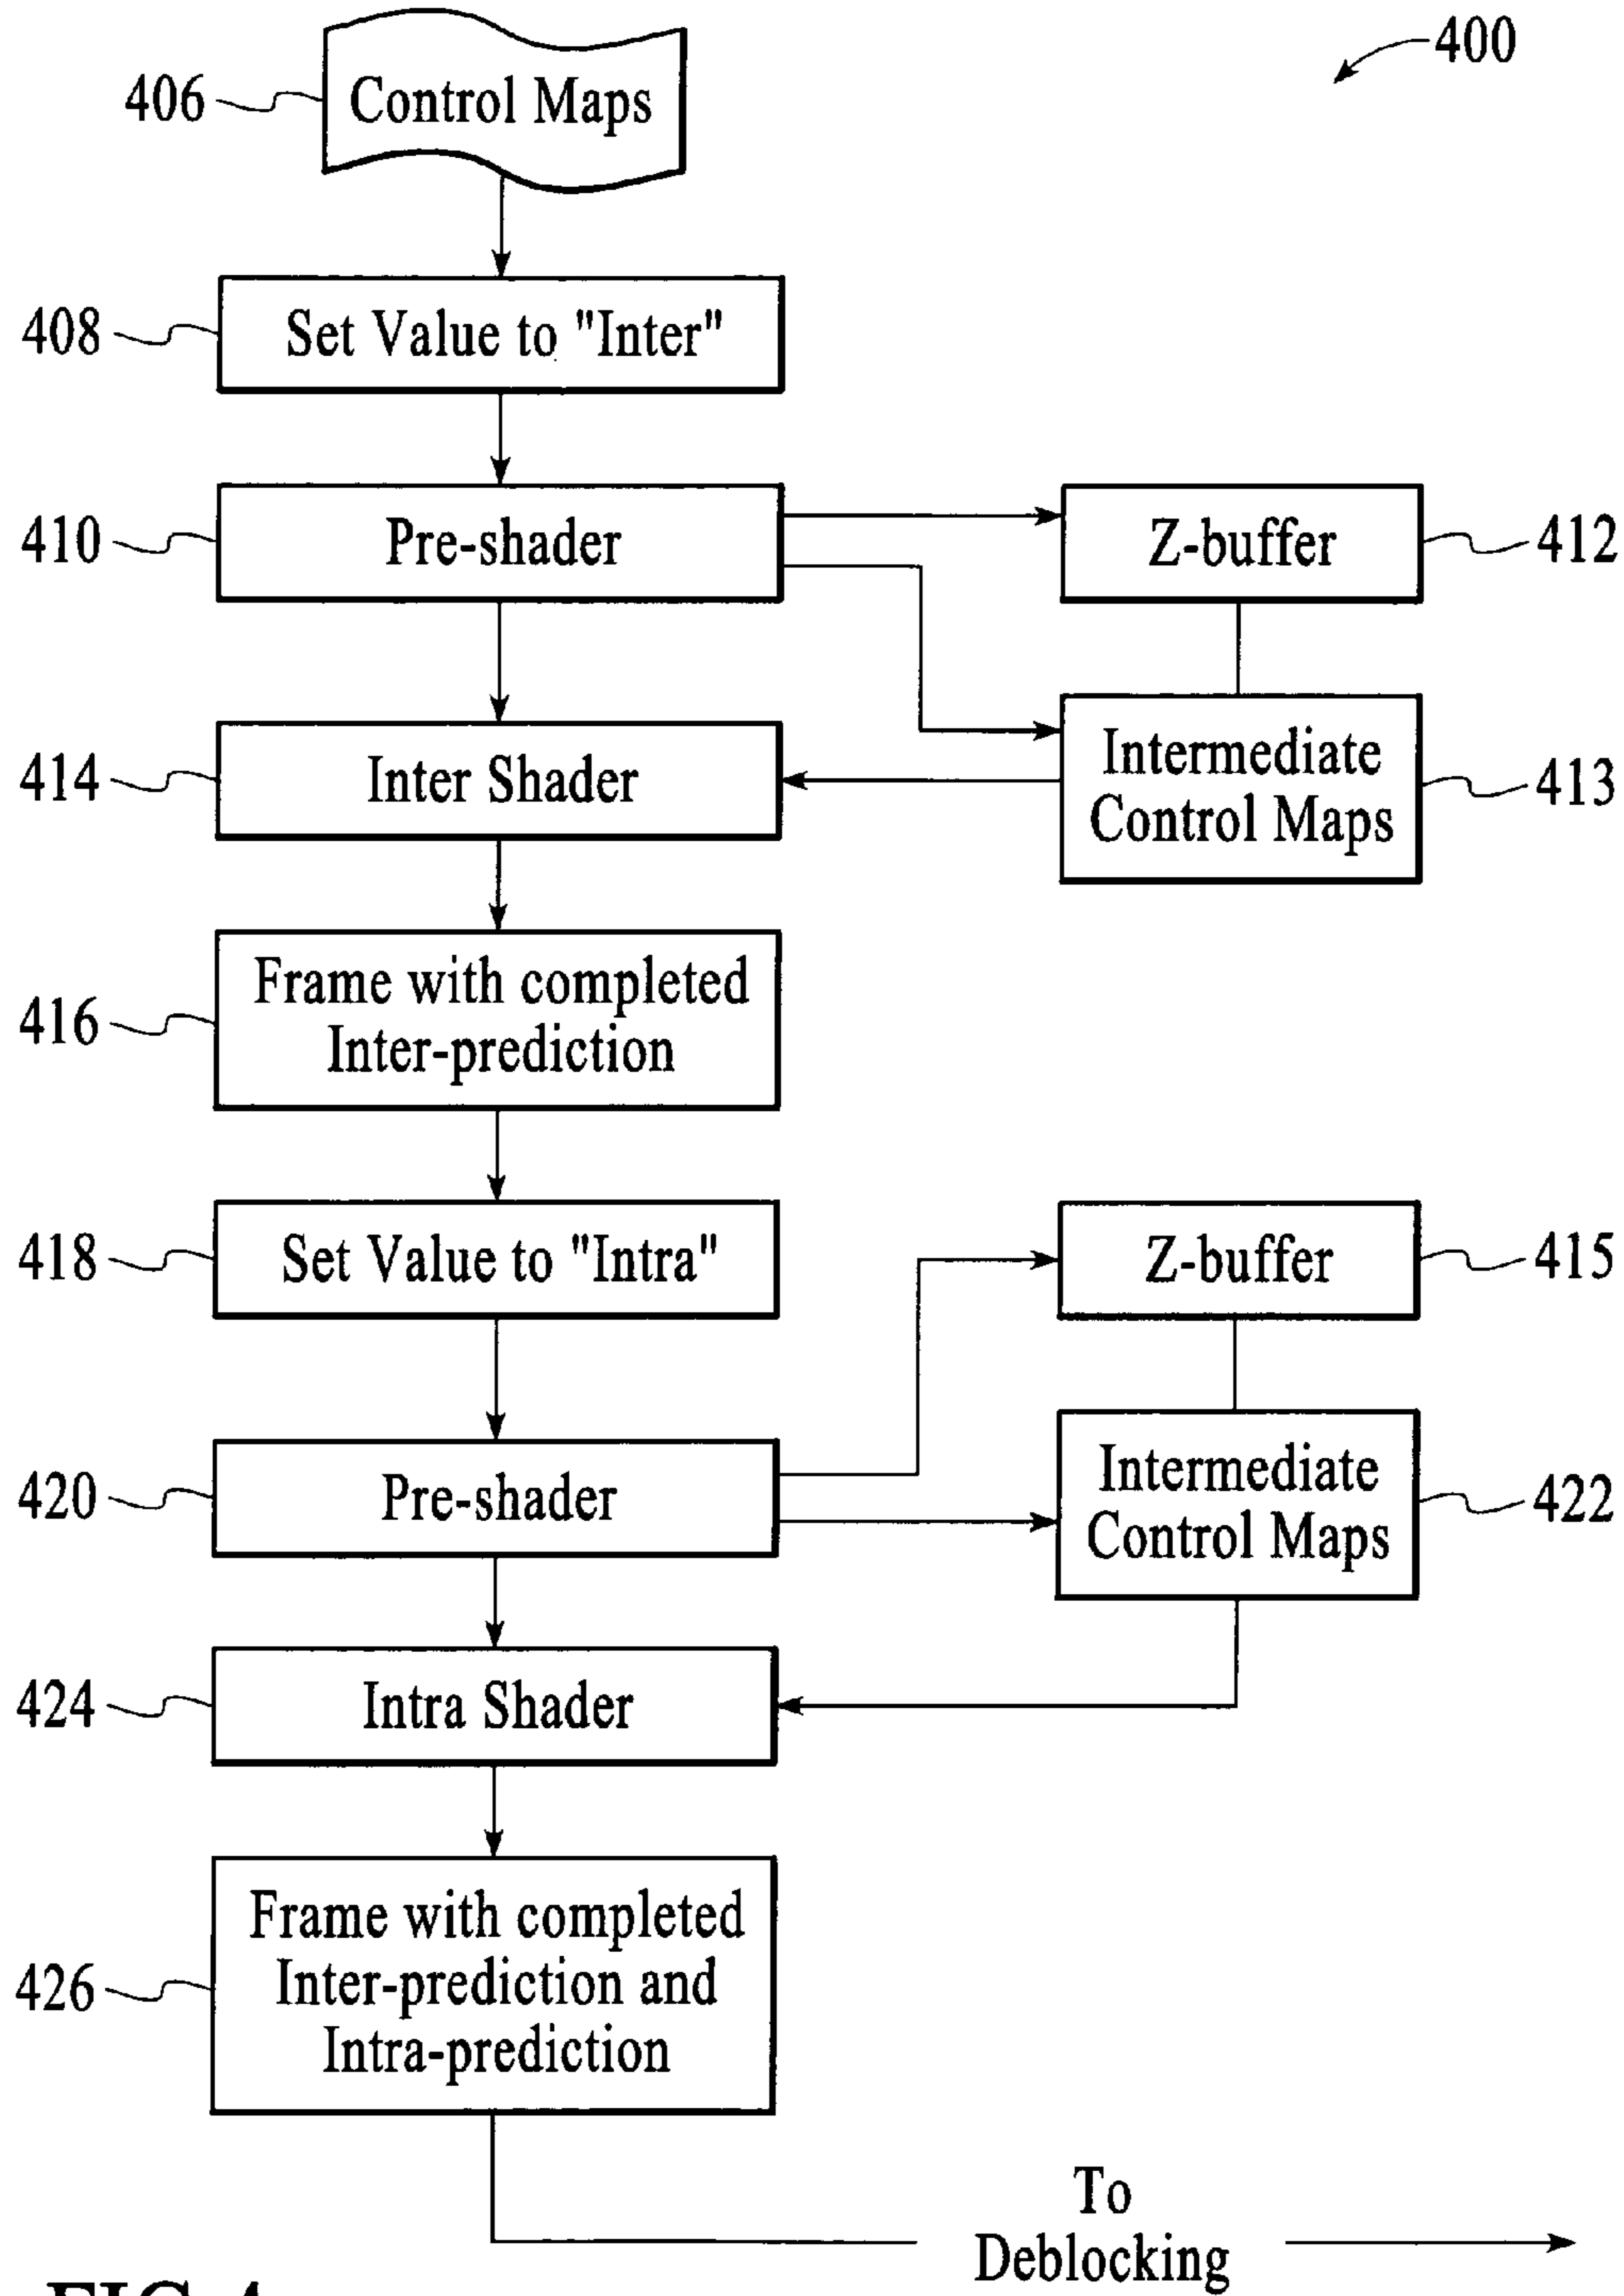 400
406
Control Maps
408
Set Value to "Inter"
410
Pre-shader
Z-buffer
412
414
Inter Shader
Intermediate
Control Maps
413
416
Frame with completed
Inter-prediction
418
Set Value to "Intra"
Z-buffer
415
420
Pre-shader
Intermediate
Control Maps
422
424
Intra Shader
426
Frame with completed
Inter-prediction and
Intra-prediction
To
Deblocking